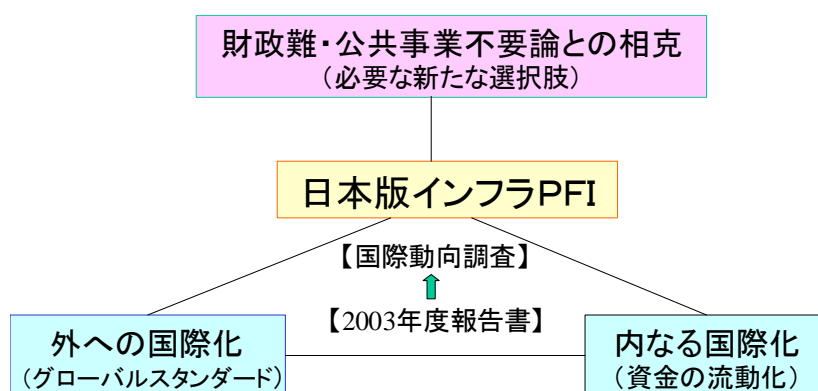 財政難・公共事業不要論との相克
（必要な新たな選択肢）
日本版インフラPFI
【国際動向調査】
【2003年度報告書】
外への国際化
（グローバルスタンダード）
内なる国際化
（資金の流動化）